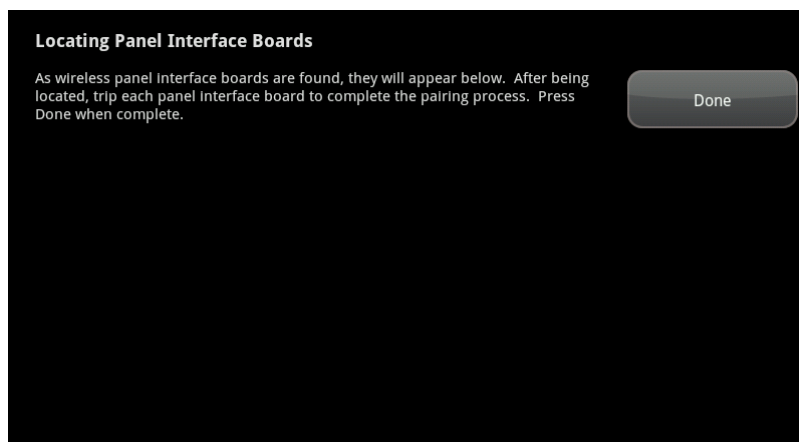 Locating Panel Interface Boards
As wireless panel interface boards are found, they will appear below.  After being
located, trip each panel interface board to complete the pairing process.  Press
Done when complete.
Done